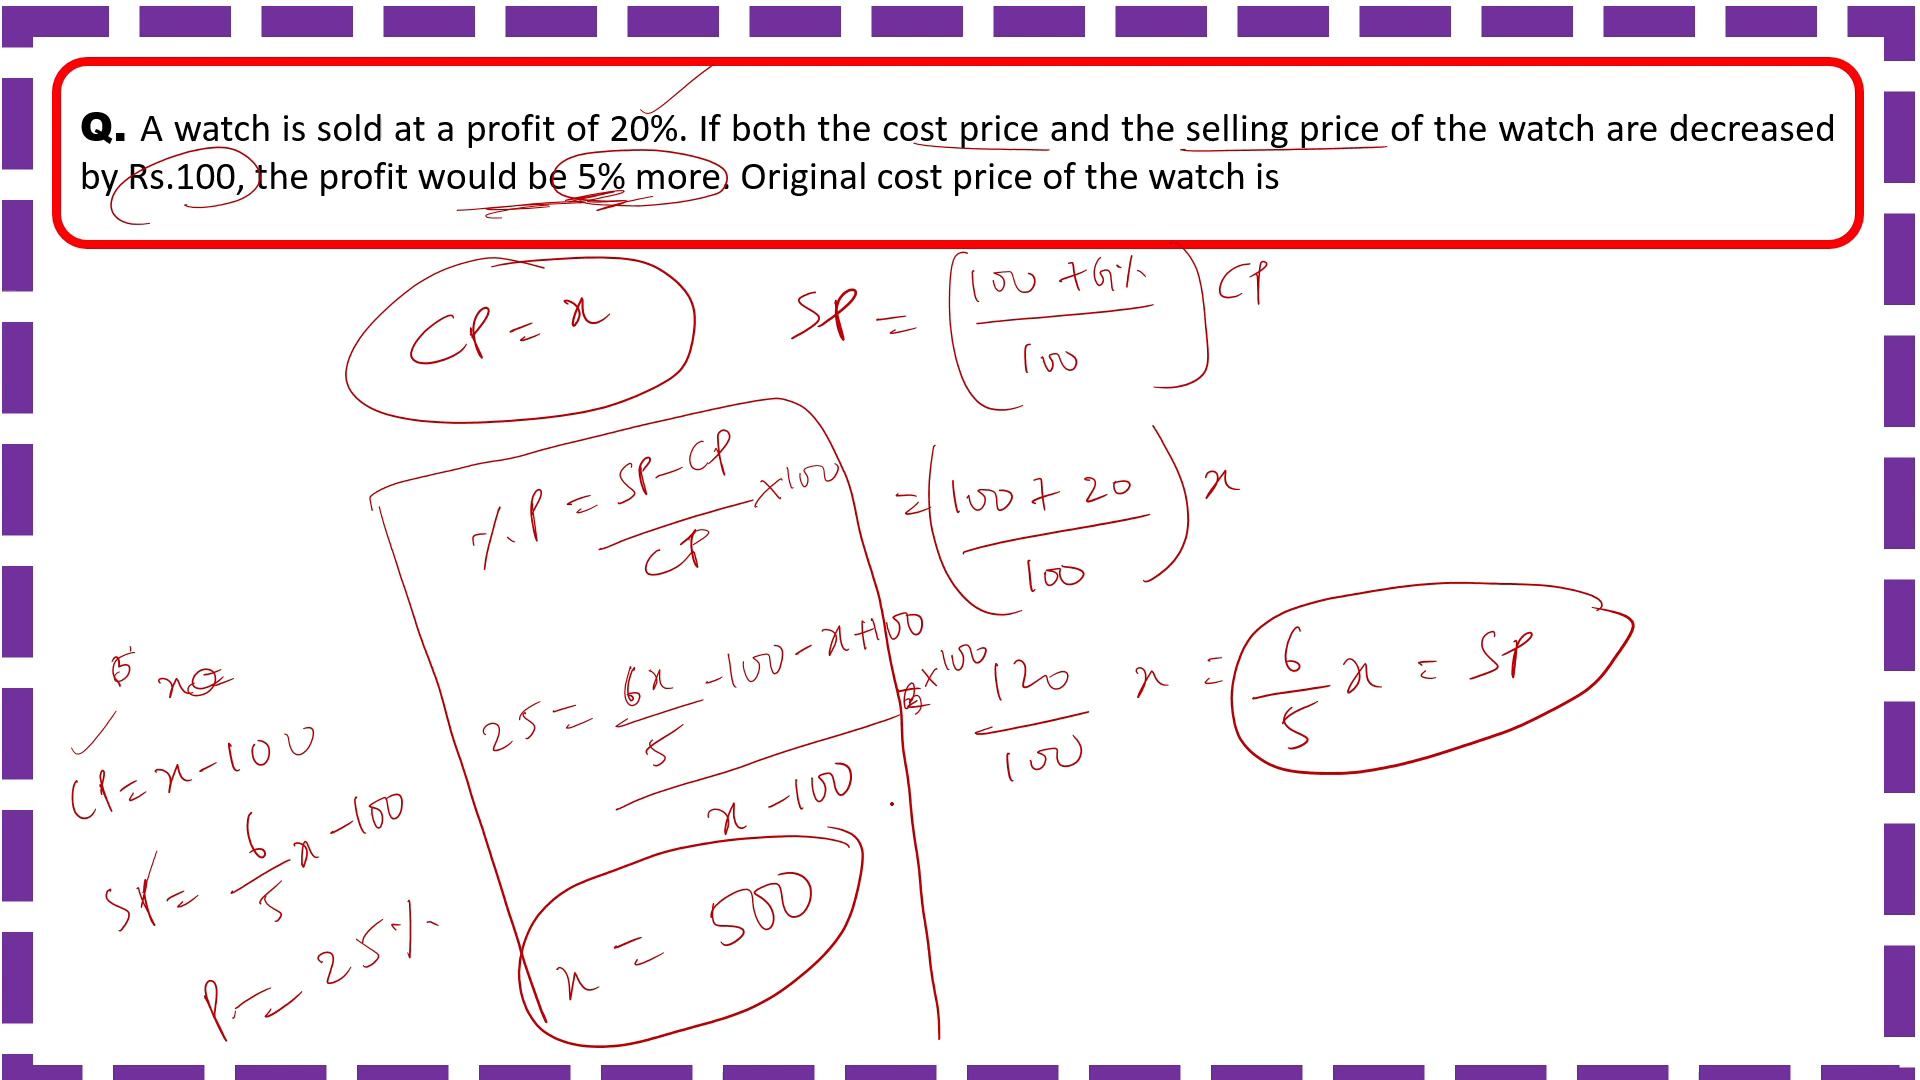 Q. A watch is sold at a profit of 20%. If both the cost price and the selling price of the watch are decreased
by Rs.100, the profit would be 5% more. Original cost price of the watch is
CP = x
SP = (100 + G% / 100) CP
% P = SP - CP / CP × 100
= (100 + 20 / 100) x
25 = 6x/5 - 100 - x + 100 / x - 100 × 100
120 / 100 x = 6/5 x = SP
CP = x - 100
SP = 6/5 x - 100
P = 25%
x = 500